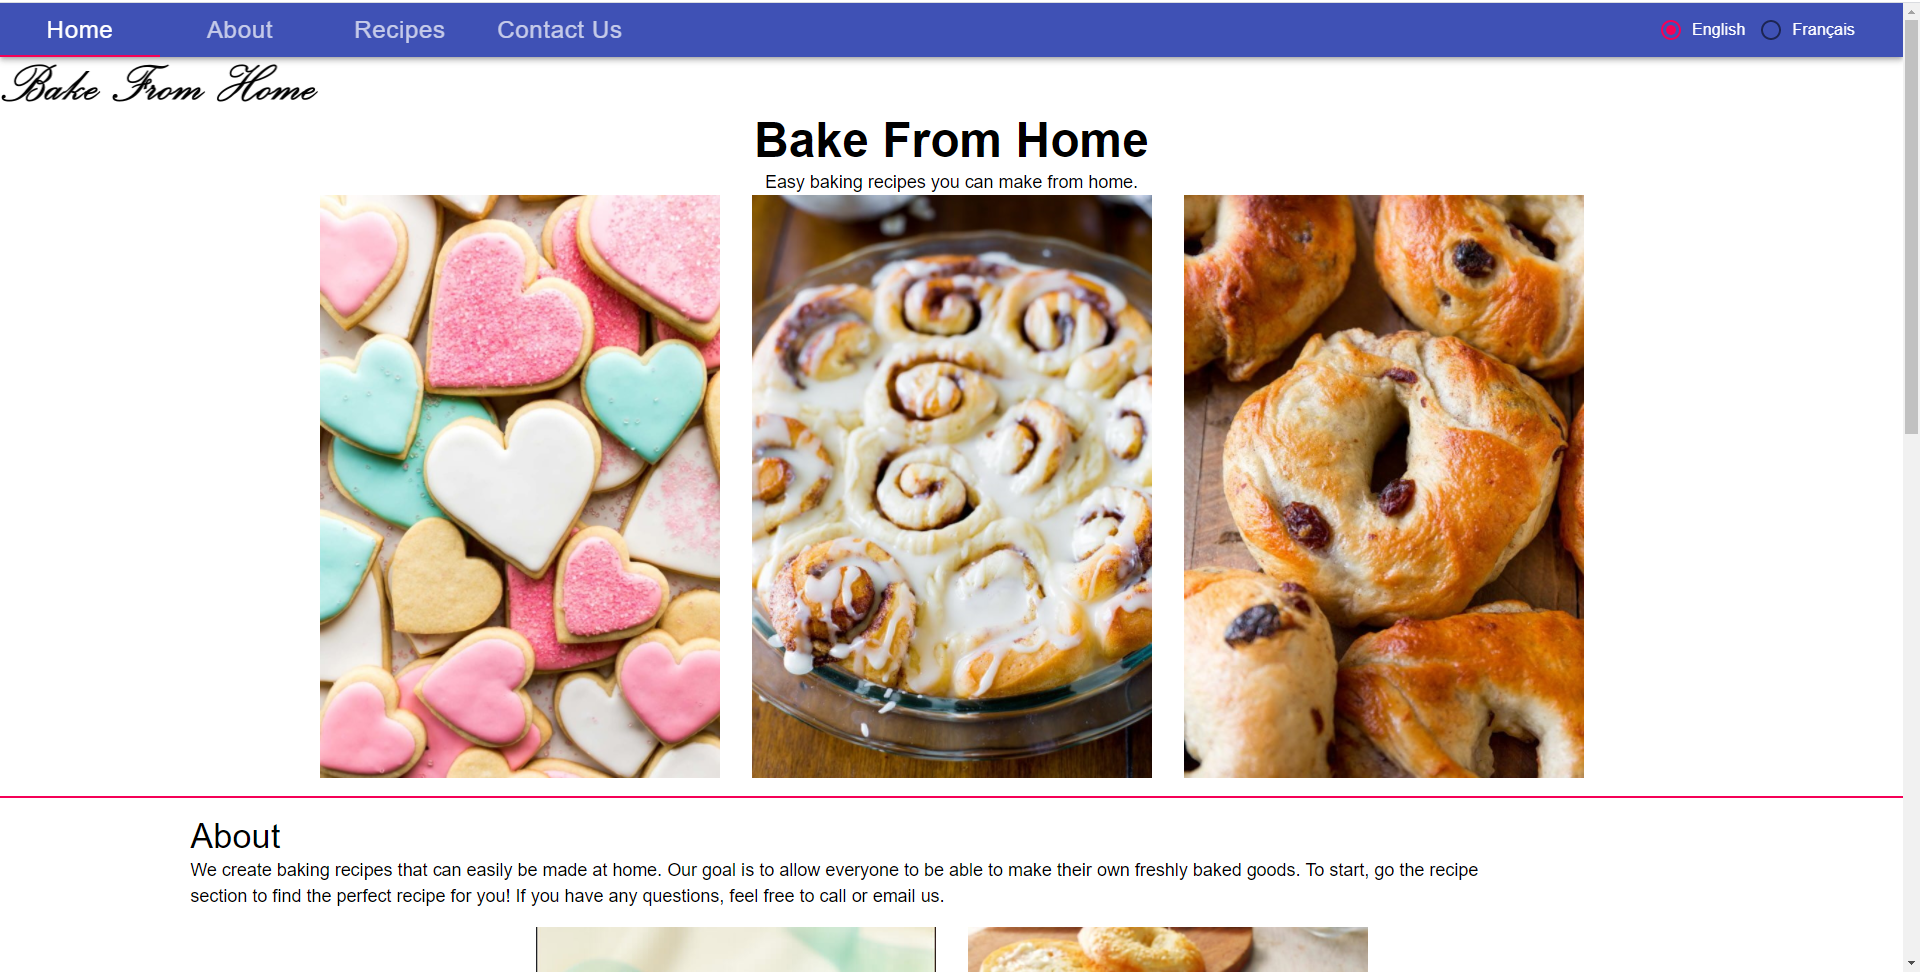 Home About Recipes Contact Us English Français
Bake From Home
Bake From Home
Easy baking recipes you can make from home.
About
We create baking recipes that can easily be made at home. Our goal is to allow everyone to be able to make their own freshly baked goods. To start, go the recipe
section to find the perfect recipe for you! If you have any questions, feel free to call or email us.